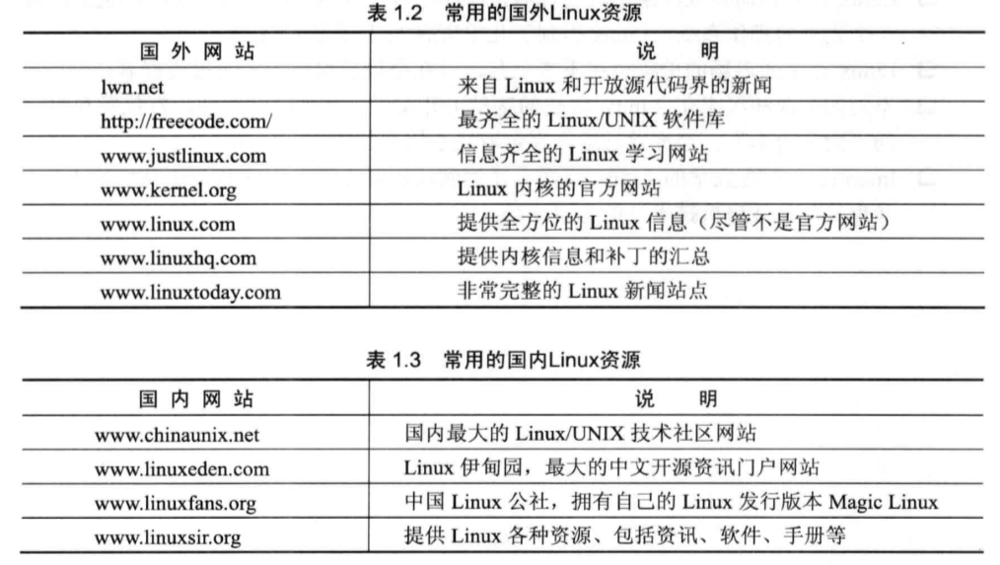 表 1.2 常用的国外Linux资源
国外网站 说明
lwn.net 来自 Linux 和开放源代码界的新闻
http://freecode.com/ 最齐全的 Linux/UNIX 软件库
www.justlinux.com 信息齐全的 Linux 学习网站
www.kernel.org Linux 内核的官方网站
www.linux.com 提供全方位的 Linux 信息（尽管不是官方网站）
www.linuxhq.com 提供内核信息和补丁的汇总
www.linuxtoday.com 非常完整的 Linux 新闻站点
表 1.3 常用的国内Linux资源
国内网站 说明
www.chinaunix.net 国内最大的 Linux/UNIX 技术社区网站
www.linuxeden.com Linux 伊甸园，最大的中文开源资讯门户网站
www.linuxfans.org 中国 Linux 公社，拥有自己的 Linux 发行版本 Magic Linux
www.linuxsir.org 提供 Linux 各种资源、包括资讯、软件、手册等